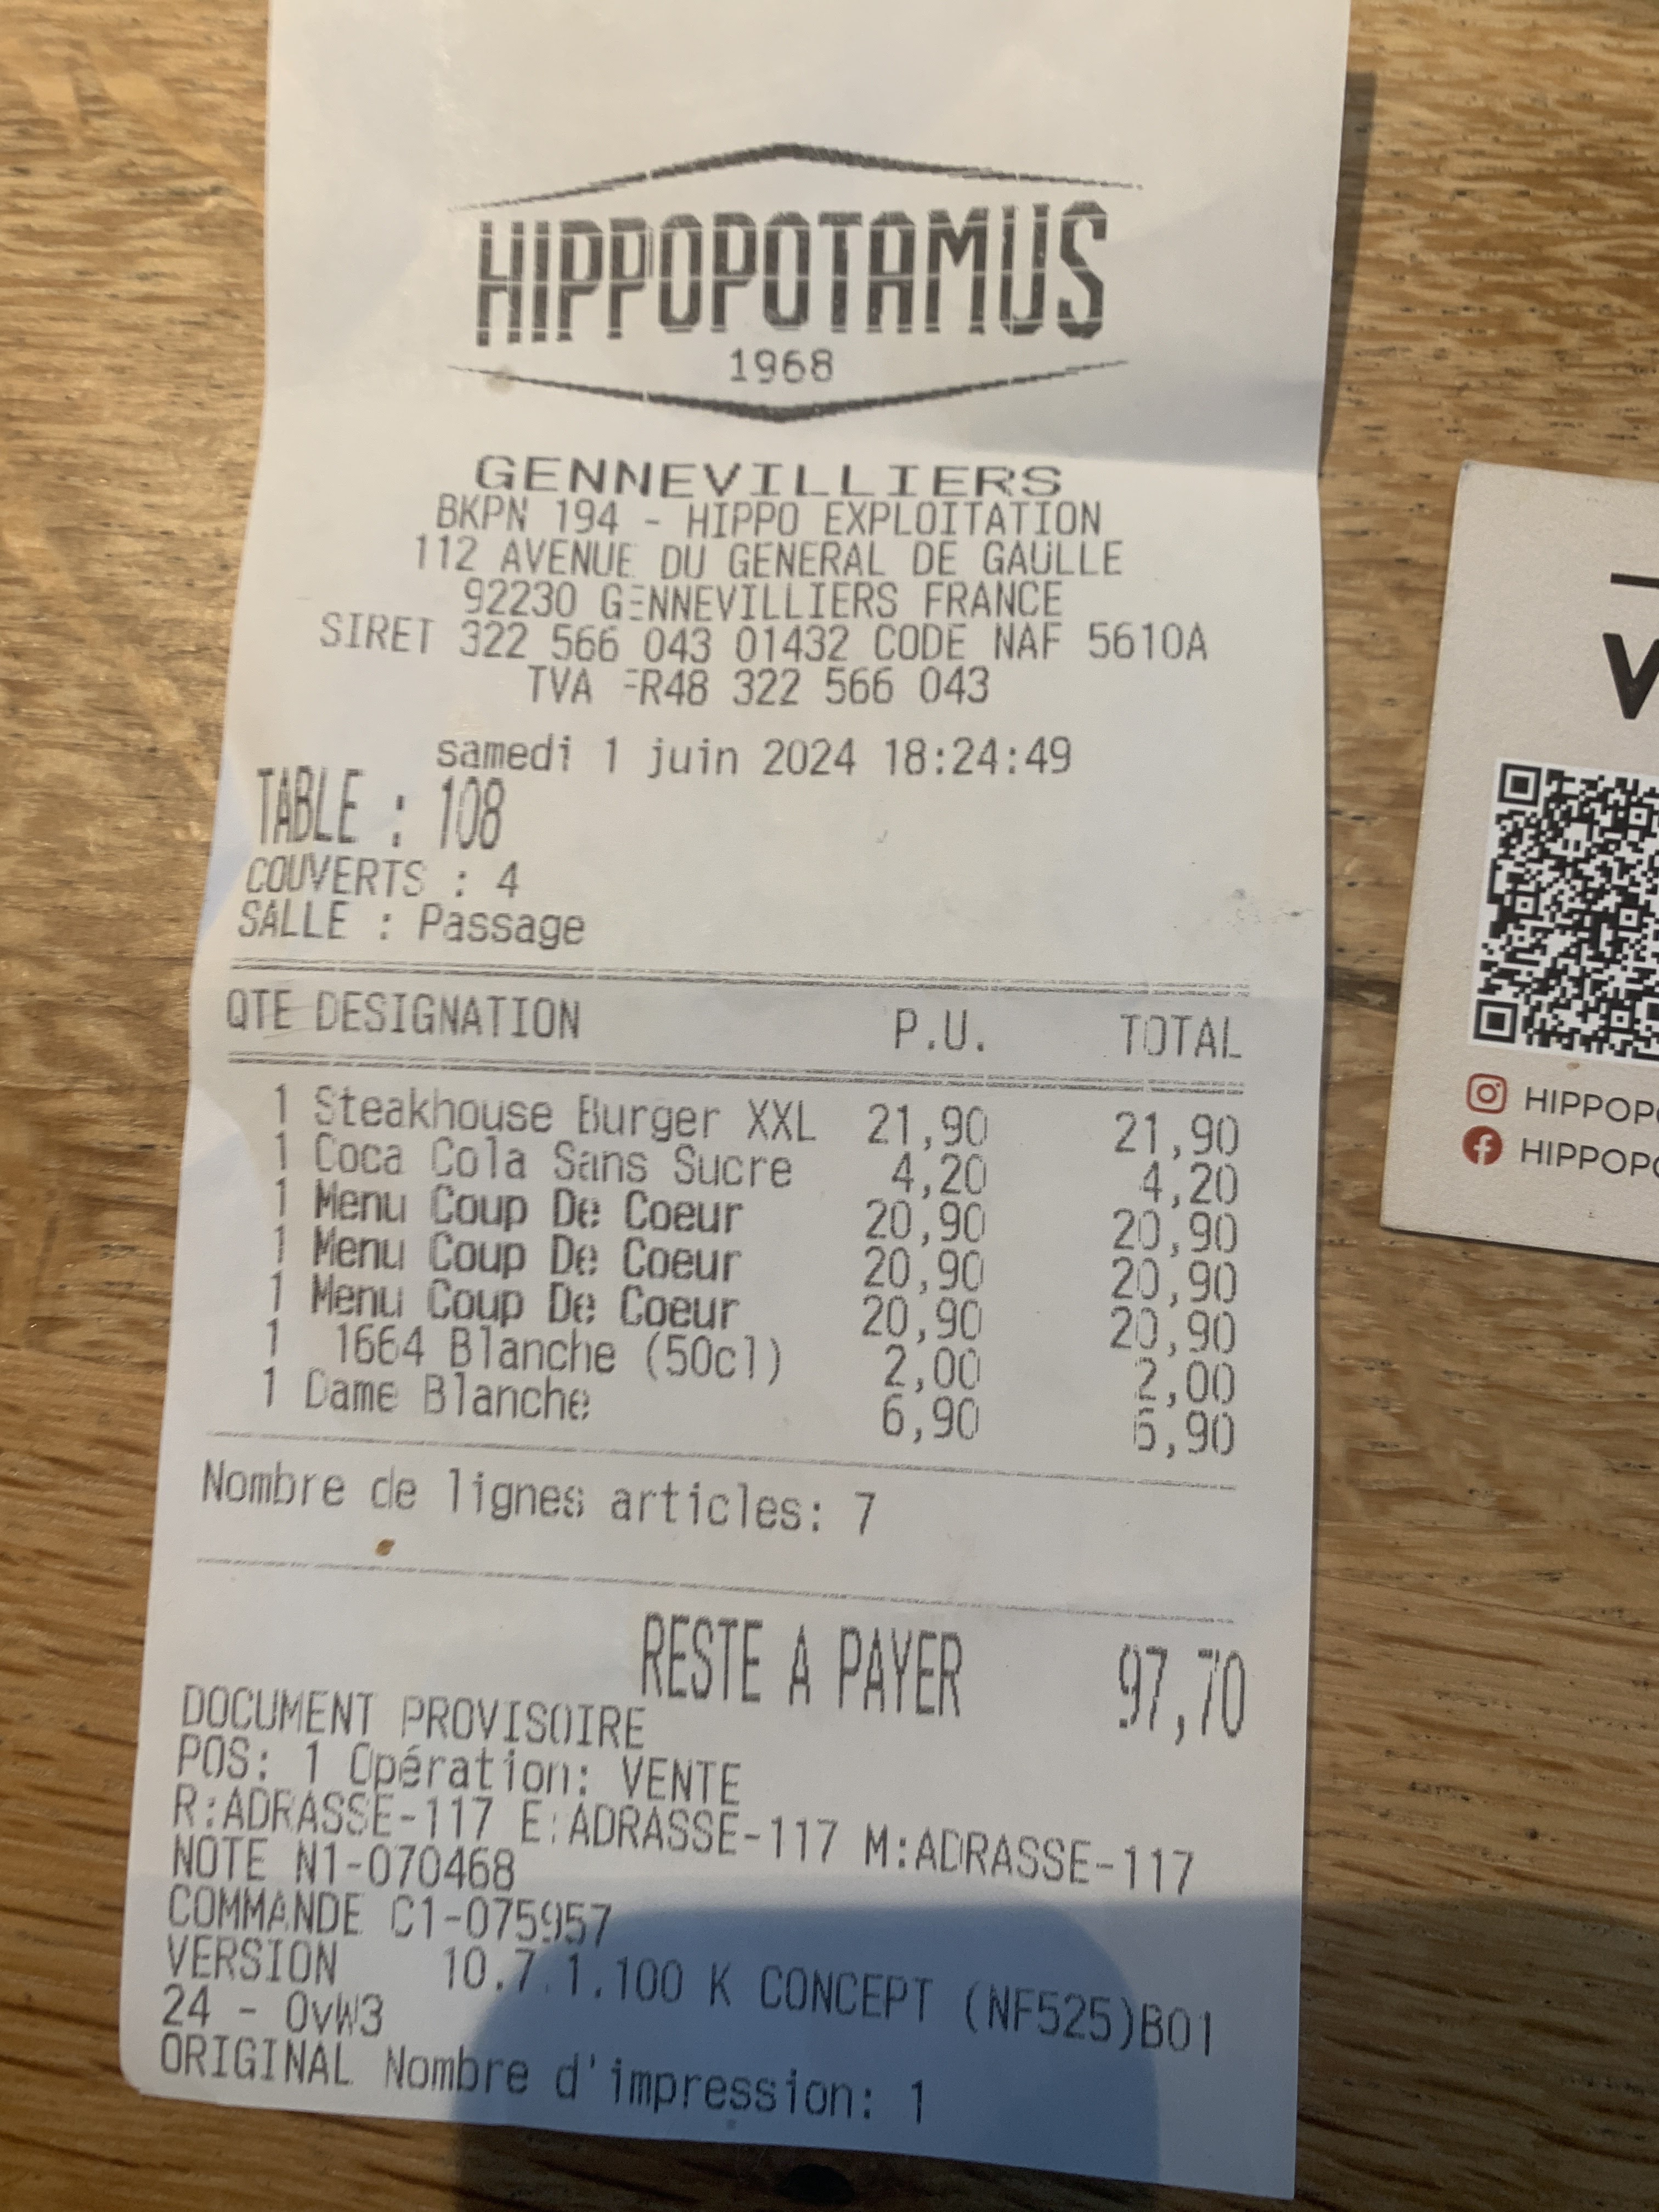 HIPPOPOTAMUS
1968
GENNEVILLIERS
BKPN 194 - HIPPO EXPLOITATION
112 AVENUE DU GENERAL DE GAULLE
92230 GENNEVILLIERS FRANCE
SIRET 322 566 043 01432 CODE NAF 5610A
TVA FR48 322 566 043
samedi 1 juin 2024 18:24:49
TABLE : 108
COUVERTS : 4
SALLE : Passage
QTE DESIGNATION P.U. TOTAL
1 Steakhouse Burger XXL 21,90 21,90
1 Coca Cola Sans Sucre 4,20 4,20
1 Menu Coup De Coeur 20,90 20,90
1 Menu Coup De Coeur 20,90 20,90
1 Menu Coup De Coeur 20,90 20,90
1 1664 Blanche (50cl) 2,00 2,00
1 Dame Blanche 6,90 6,90
Nombre de lignes articles: 7
RESTE A PAYER 97,70
DOCUMENT PROVISOIRE
POS: 1 Opération: VENTE
R:ADRASSE-117 E:ADRASSE-117 M:ADRASSE-117
NOTE N1-070468
COMMANDE C1-075957
VERSION 10.7.1.100 K CONCEPT (NF525)B01
24 - OvW3
ORIGINAL Nombre d'impression: 1
V
HIPPOP
HIPPOP